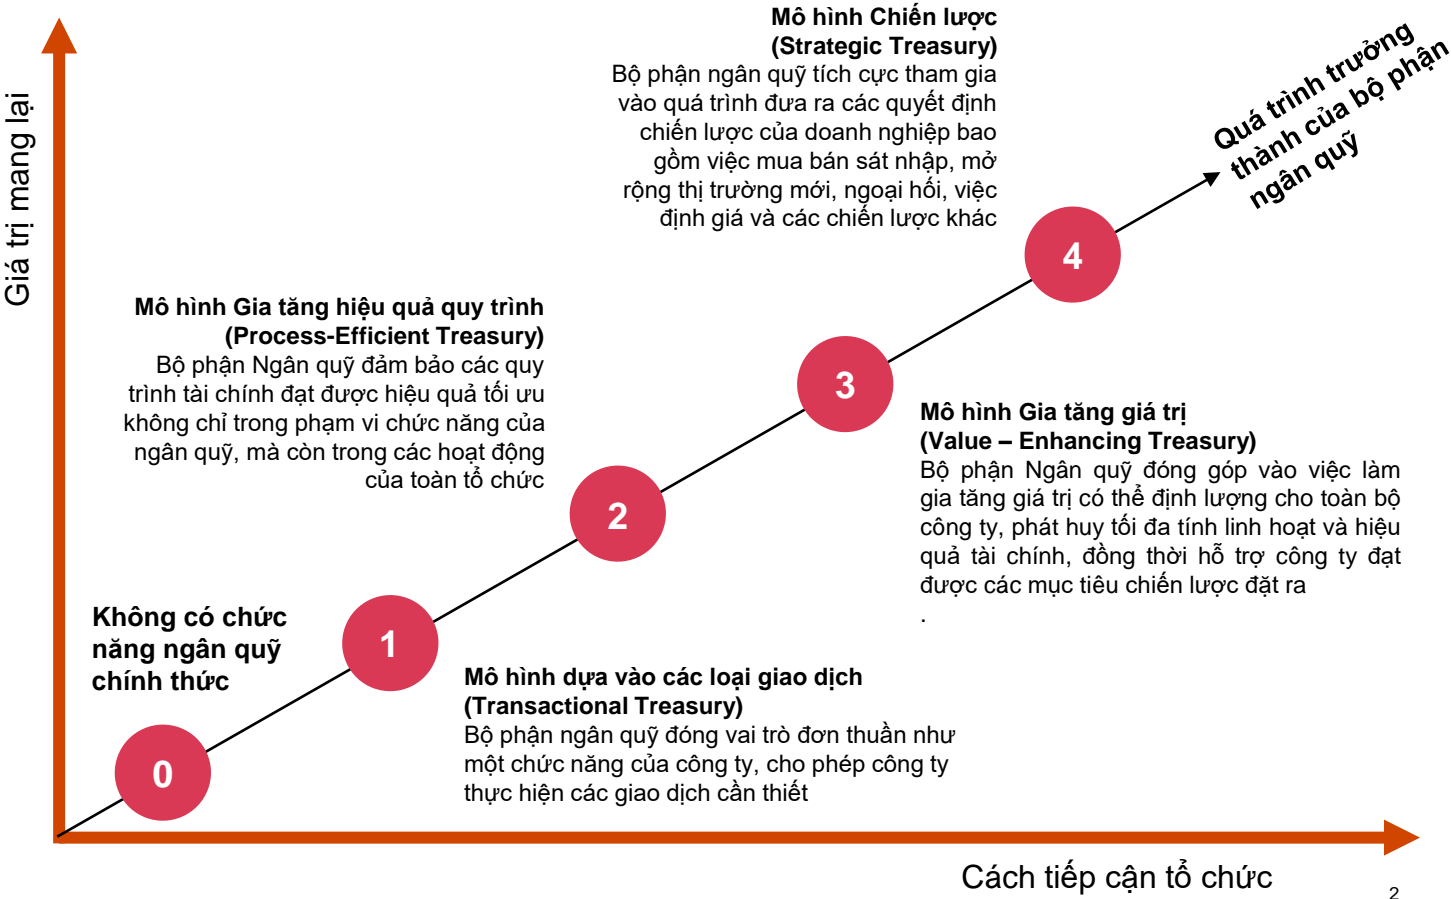 Giá trị mang lại
Mô hình Chiến lược
(Strategic Treasury)
Bộ phận ngân quỹ tích cực tham gia
vào quá trình đưa ra các quyết định
chiến lược của doanh nghiệp bao
gồm việc mua bán sát nhập, mở
rộng thị trường mới, ngoại hối, việc
định giá và các chiến lược khác
Quá trình trưởng
thành của bộ phận
ngân quỹ
4
Mô hình Gia tăng hiệu quả quy trình
(Process-Efficient Treasury)
Bộ phận Ngân quỹ đảm bảo các quy
trình tài chính đạt được hiệu quả tối ưu
không chỉ trong phạm vi chức năng của
ngân quỹ, mà còn trong các hoạt động
của toàn tổ chức
3
Mô hình Gia tăng giá trị
(Value – Enhancing Treasury)
Bộ phận Ngân quỹ đóng góp vào việc làm
gia tăng giá trị có thể định lượng cho toàn bộ
công ty, phát huy tối đa tính linh hoạt và hiệu
quả tài chính, đồng thời hỗ trợ công ty đạt
được các mục tiêu chiến lược đặt ra
.
2
Không có chức
năng ngân quỹ
chính thức
1
Mô hình dựa vào các loại giao dịch
(Transactional Treasury)
Bộ phận ngân quỹ đóng vai trò đơn thuần như
một chức năng của công ty, cho phép công ty
thực hiện các giao dịch cần thiết
0
Cách tiếp cận tổ chức
2